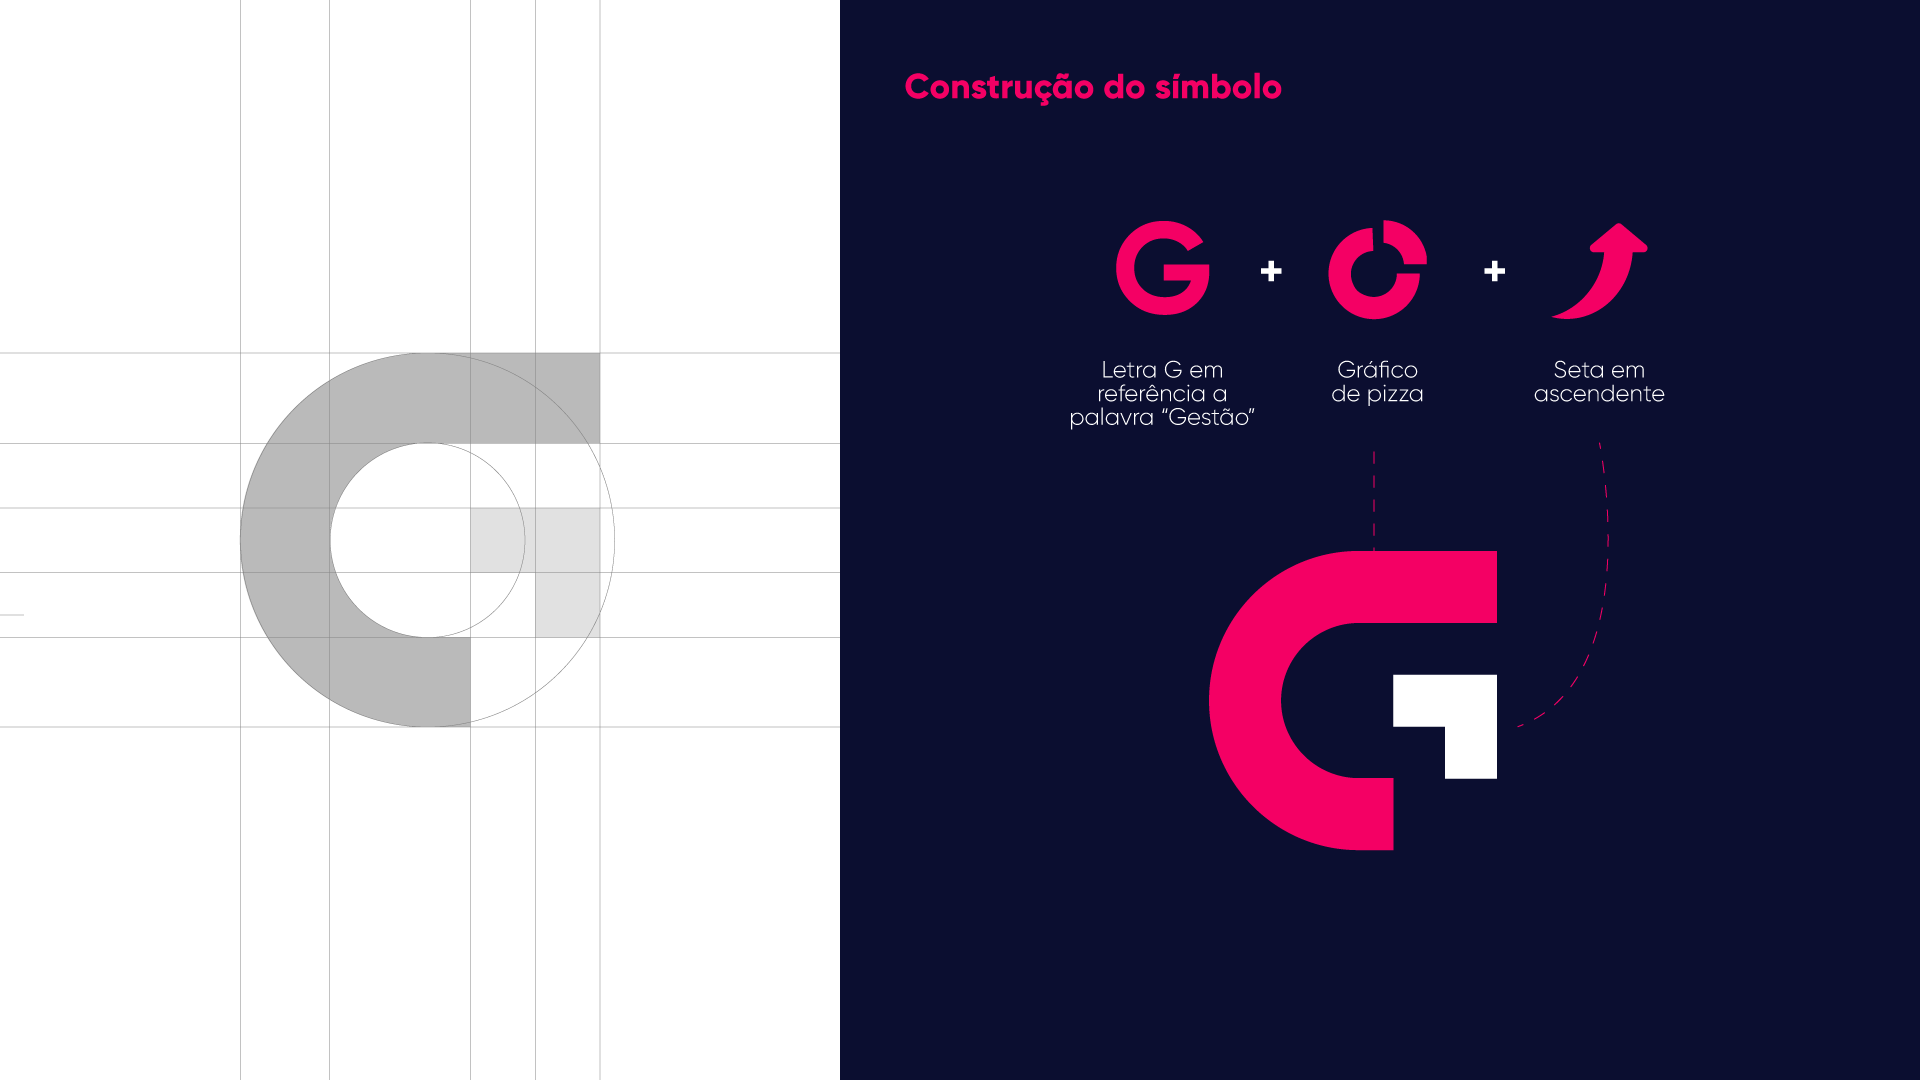 Construção do símbolo
G + + 
Letra G em
referência a
palavra “Gestão”
Gráfico
de pizza
Seta em
ascendente